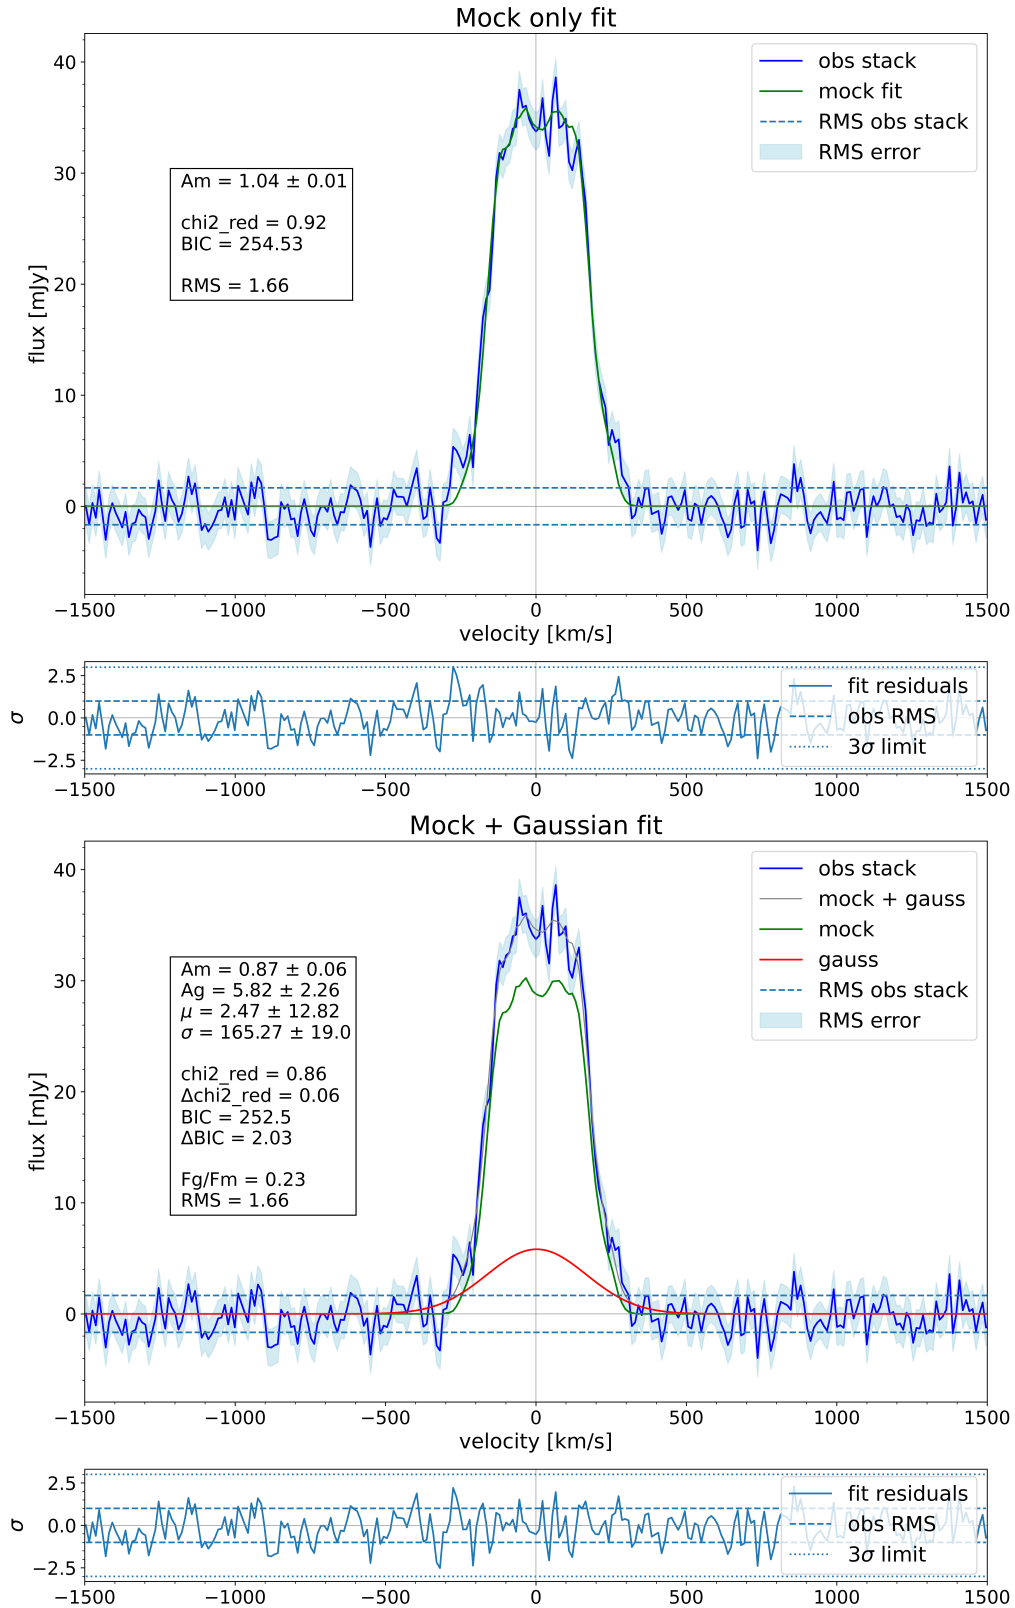 Mock only fit
40
30
20
10
0
flux [mJy]
Am = 1.04 ± 0.01
chi2_red = 0.92
BIC = 254.53
RMS = 1.66
obs stack
mock fit
RMS obs stack
RMS error
−1500
−1000
−500
0
500
1000
1500
velocity [km/s]
2.5
0.0
−2.5
σ
fit residuals
obs RMS
3σ limit
−1500
−1000
−500
0
500
1000
1500
Mock + Gaussian fit
40
30
20
10
0
flux [mJy]
Am = 0.87 ± 0.06
Ag = 5.82 ± 2.26
μ = 2.47 ± 12.82
σ = 165.27 ± 19.0
chi2_red = 0.86
Δchi2_red = 0.06
BIC = 252.5
ΔBIC = 2.03
Fg/Fm = 0.23
RMS = 1.66
obs stack
mock + gauss
mock
gauss
RMS obs stack
RMS error
−1500
−1000
−500
0
500
1000
1500
velocity [km/s]
2.5
0.0
−2.5
σ
fit residuals
obs RMS
3σ limit
−1500
−1000
−500
0
500
1000
1500